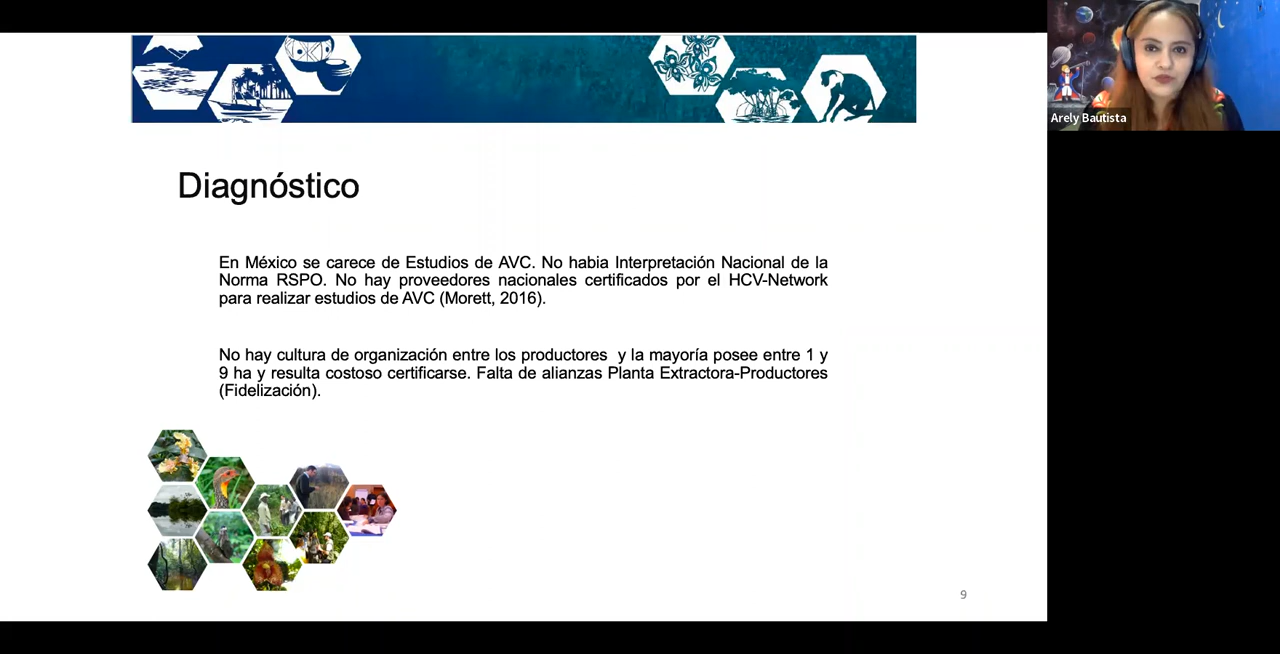 Arely Bautista
Diagnóstico
En México se carece de Estudios de AVC. No habia Interpretación Nacional de la
Norma RSPO. No hay proveedores nacionales certificados por el HCV-Network
para realizar estudios de AVC (Morett, 2016).
No hay cultura de organización entre los productores y la mayoría posee entre 1 y
9 ha y resulta costoso certificarse. Falta de alianzas Planta Extractora-Productores
(Fidelización).
9